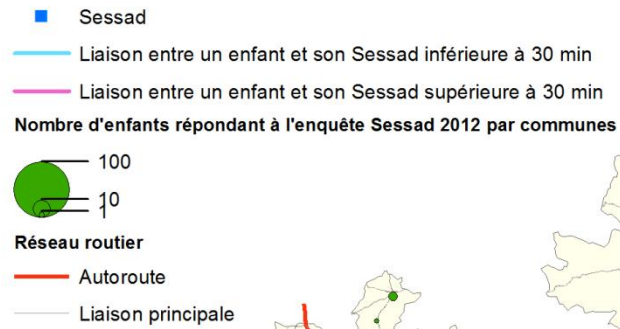 Sessad
Liaison entre un enfant et son Sessad inférieure à 30 min
Liaison entre un enfant et son Sessad supérieure à 30 min
Nombre d'enfants répondant à l'enquête Sessad 2012 par communes
100
10
1
Réseau routier
Autoroute
Liaison principale